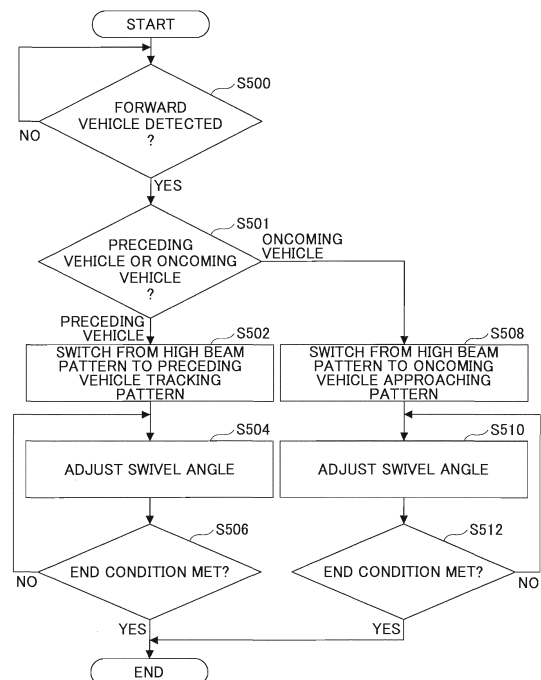 START
S500
FORWARD
VEHICLE DETECTED
?
NO
YES
S501
PRECEDING
VEHICLE OR ONCOMING
VEHICLE
?
ONCOMING
VEHICLE
PRECEDING
VEHICLE
S502
SWITCH FROM HIGH BEAM
PATTERN TO PRECEDING
VEHICLE TRACKING
PATTERN
S508
SWITCH FROM HIGH BEAM
PATTERN TO ONCOMING
VEHICLE APPROACHING
PATTERN
S504
ADJUST SWIVEL ANGLE
S510
ADJUST SWIVEL ANGLE
S506
END CONDITION MET?
NO
YES
S512
END CONDITION MET?
NO
YES
END